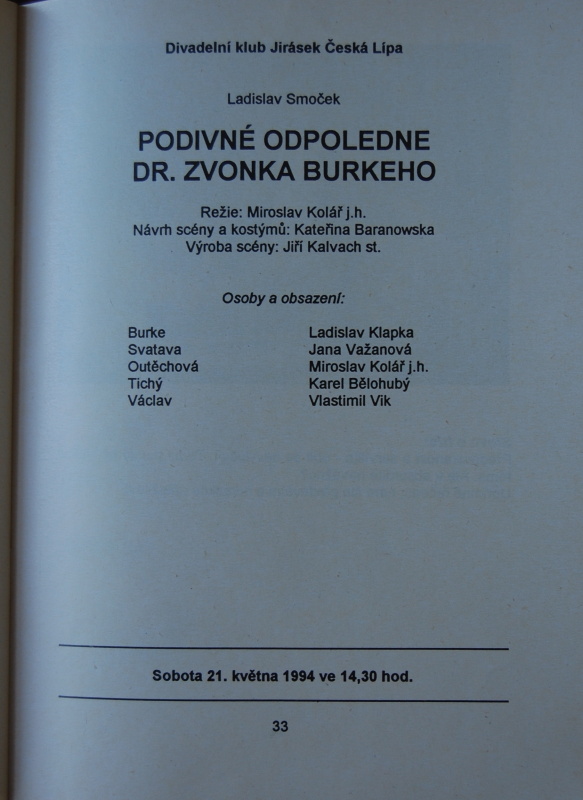 Divadelní klub Jirásek Česká Lípa
Ladislav Smoček
PODIVNÉ ODPOLEDNE
DR. ZVONKA BURKEHO
Režie: Miroslav Kolář j.h.
Návrh scény a kostýmů: Kateřina Baranowska
Výroba scény: Jiří Kalvach st.
Osoby a obsazení:
Burke Ladislav Klapka
Svatava Jana Važanová
Outěchová Miroslav Kolář j.h.
Tichý Karel Bělohubý
Václav Vlastimil Vik
Sobota 21. května 1994 ve 14,30 hod.
33